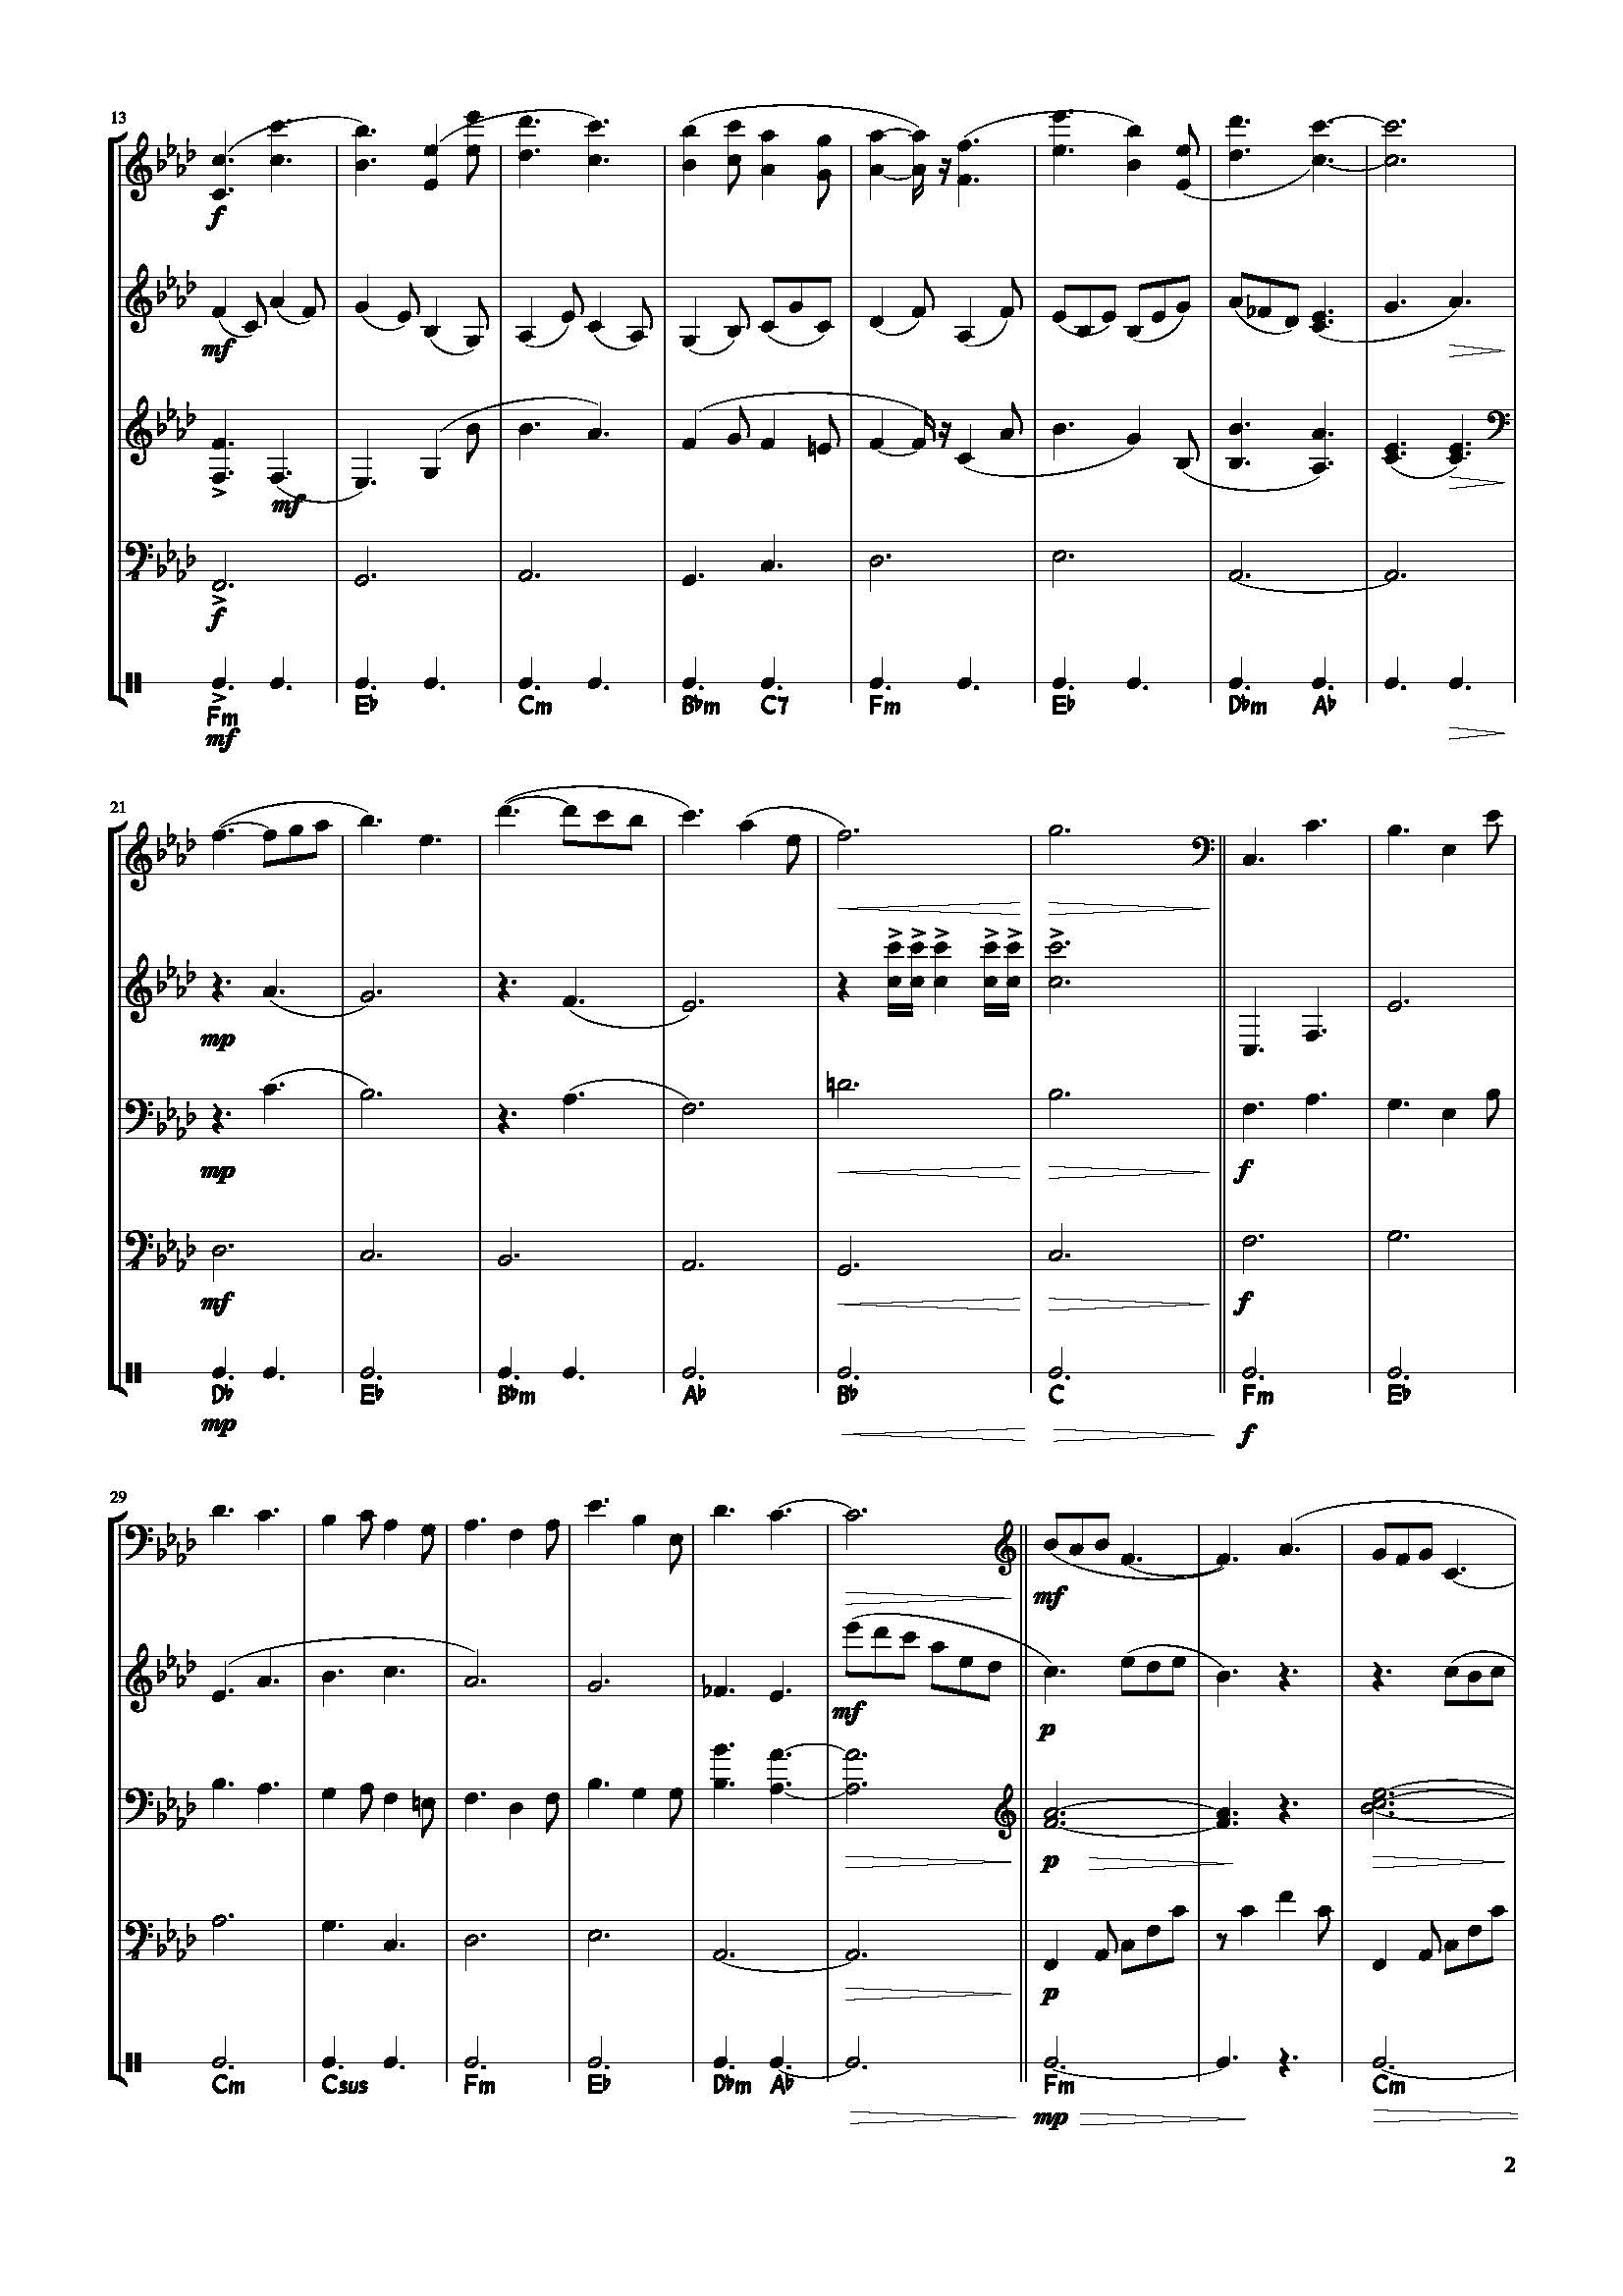 13
f
mf
mf
f
Fm E♭ Cm B♭m C7 Fm E♭ D♭m A♭
mf
21
mp
mp
f
mf
f
D♭ E♭ B♭m A♭ B♭ C Fm E♭
mp f
29
mf
mf p
p
p
Cm Csus Fm E♭ D♭m A♭ Fm Cm
mp
2